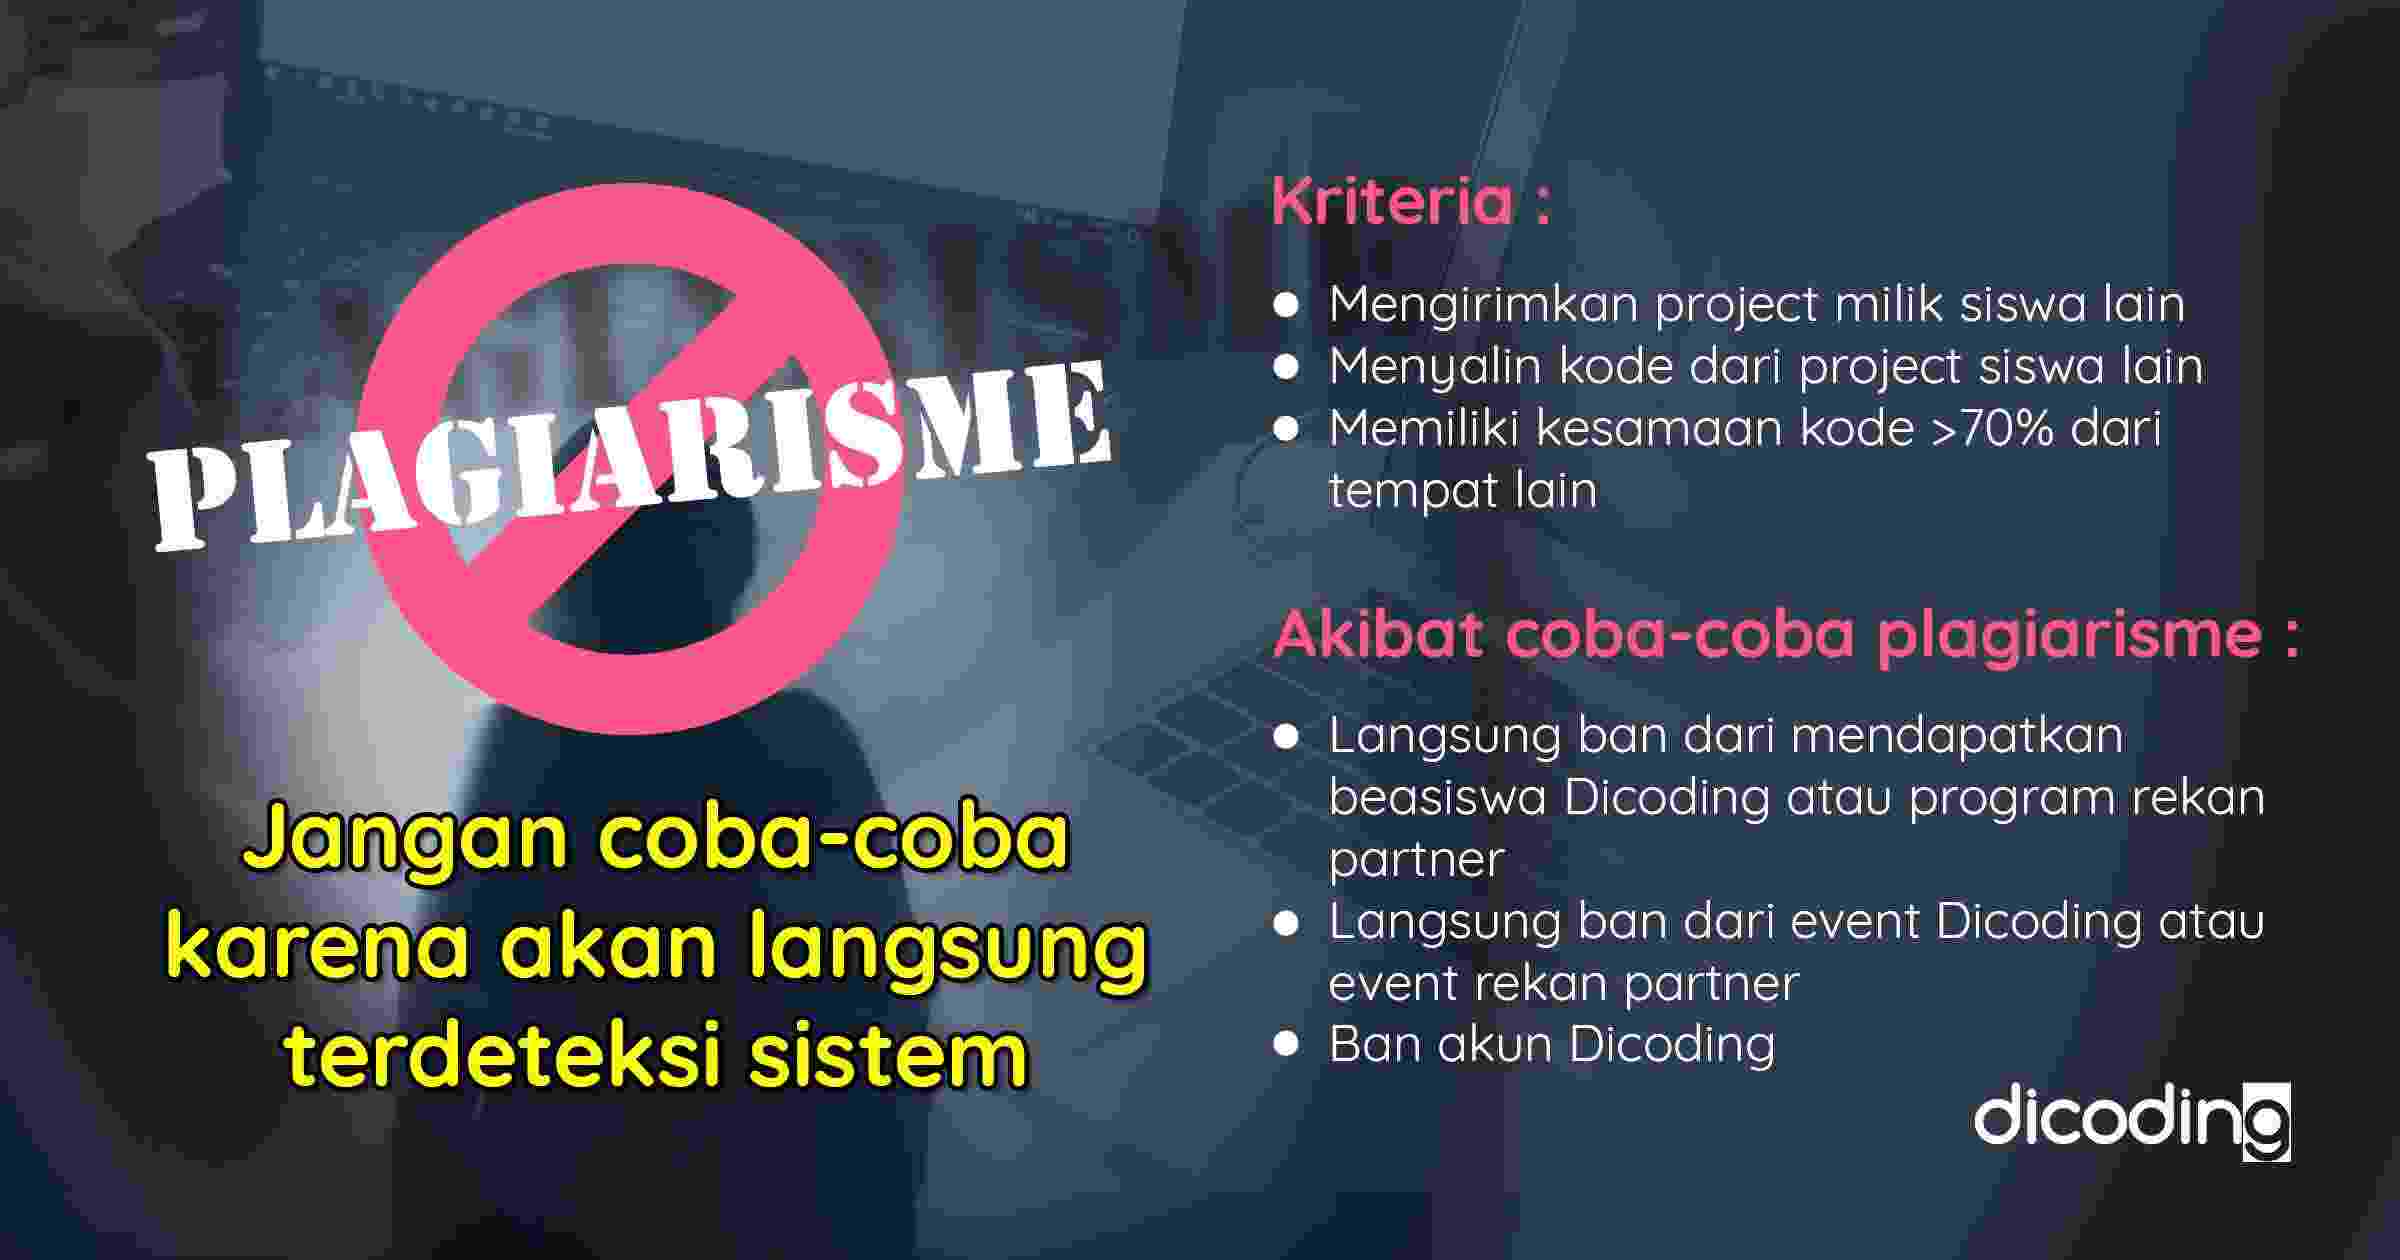 PLAGIARISME
Jangan coba-coba
karena akan langsung
terdeteksi sistem
Kriteria :
● Mengirimkan project milik siswa lain
● Menyalin kode dari project siswa lain
● Memiliki kesamaan kode >70% dari
tempat lain
Akibat coba-coba plagiarisme :
● Langsung ban dari mendapatkan
beasiswa Dicoding atau program rekan
partner
● Langsung ban dari event Dicoding atau
event rekan partner
● Ban akun Dicoding
dicoding